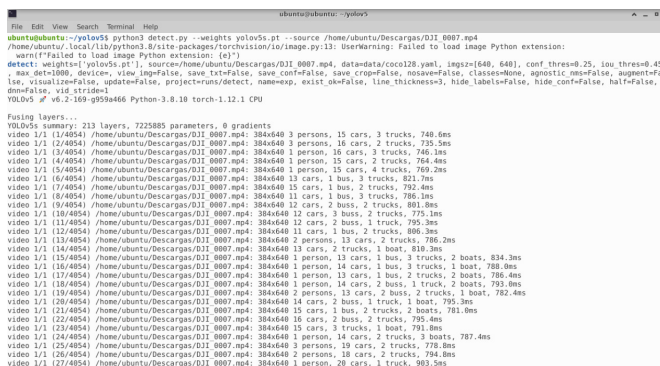 ubuntu@ubuntu: ~/yolov5
File Edit View Search Terminal Help
ubuntu@ubuntu:~/yolov5$ python3 detect.py --weights yolov5s.pt --source /home/ubuntu/Descargas/DJI_0007.mp4
/home/ubuntu/.local/lib/python3.8/site-packages/torchvision/io/image.py:13: UserWarning: Failed to load image Python extension:
warn(f"Failed to load image Python extension: {e}")
detect: weights=['yolov5s.pt'], source=/home/ubuntu/Descargas/DJI_0007.mp4, data=data/coco128.yaml, imgsz=[640, 640], conf_thres=0.25, iou_thres=0.45
, max_det=1000, device=, view_img=False, save_txt=False, save_conf=False, save_crop=False, nosave=False, classes=None, agnostic_nms=False, augment=Fa
lse, visualize=False, update=False, project=runs/detect, name=exp, exist_ok=False, line_thickness=3, hide_labels=False, hide_conf=False, half=False,
dnn=False, vid_stride=1
YOLOv5 🚀 v6.2-169-g959a466 Python-3.8.10 torch-1.12.1 CPU
Fusing layers...
YOLOv5s summary: 213 layers, 7225885 parameters, 0 gradients
video 1/1 (1/4054) /home/ubuntu/Descargas/DJI_0007.mp4: 384x640 3 persons, 15 cars, 3 trucks, 740.6ms
video 1/1 (2/4054) /home/ubuntu/Descargas/DJI_0007.mp4: 384x640 3 persons, 16 cars, 2 trucks, 735.5ms
video 1/1 (3/4054) /home/ubuntu/Descargas/DJI_0007.mp4: 384x640 1 person, 16 cars, 3 trucks, 746.1ms
video 1/1 (4/4054) /home/ubuntu/Descargas/DJI_0007.mp4: 384x640 1 person, 15 cars, 2 trucks, 764.4ms
video 1/1 (5/4054) /home/ubuntu/Descargas/DJI_0007.mp4: 384x640 1 person, 15 cars, 4 trucks, 769.2ms
video 1/1 (6/4054) /home/ubuntu/Descargas/DJI_0007.mp4: 384x640 13 cars, 1 bus, 3 trucks, 821.7ms
video 1/1 (7/4054) /home/ubuntu/Descargas/DJI_0007.mp4: 384x640 15 cars, 1 bus, 2 trucks, 792.4ms
video 1/1 (8/4054) /home/ubuntu/Descargas/DJI_0007.mp4: 384x640 11 cars, 1 bus, 3 trucks, 786.1ms
video 1/1 (9/4054) /home/ubuntu/Descargas/DJI_0007.mp4: 384x640 12 cars, 2 buss, 2 trucks, 801.8ms
video 1/1 (10/4054) /home/ubuntu/Descargas/DJI_0007.mp4: 384x640 12 cars, 3 buss, 2 trucks, 775.1ms
video 1/1 (11/4054) /home/ubuntu/Descargas/DJI_0007.mp4: 384x640 12 cars, 2 buss, 1 truck, 795.3ms
video 1/1 (12/4054) /home/ubuntu/Descargas/DJI_0007.mp4: 384x640 11 cars, 1 bus, 2 trucks, 806.3ms
video 1/1 (13/4054) /home/ubuntu/Descargas/DJI_0007.mp4: 384x640 2 persons, 13 cars, 2 trucks, 786.2ms
video 1/1 (14/4054) /home/ubuntu/Descargas/DJI_0007.mp4: 384x640 13 cars, 2 trucks, 1 boat, 810.3ms
video 1/1 (15/4054) /home/ubuntu/Descargas/DJI_0007.mp4: 384x640 1 person, 13 cars, 1 bus, 3 trucks, 2 boats, 834.3ms
video 1/1 (16/4054) /home/ubuntu/Descargas/DJI_0007.mp4: 384x640 1 person, 14 cars, 1 bus, 3 trucks, 1 boat, 788.0ms
video 1/1 (17/4054) /home/ubuntu/Descargas/DJI_0007.mp4: 384x640 1 person, 13 cars, 1 bus, 2 trucks, 2 boats, 786.4ms
video 1/1 (18/4054) /home/ubuntu/Descargas/DJI_0007.mp4: 384x640 1 person, 14 cars, 2 buss, 1 truck, 2 boats, 793.0ms
video 1/1 (19/4054) /home/ubuntu/Descargas/DJI_0007.mp4: 384x640 2 persons, 13 cars, 2 buss, 2 trucks, 1 boat, 782.4ms
video 1/1 (20/4054) /home/ubuntu/Descargas/DJI_0007.mp4: 384x640 14 cars, 2 buss, 1 truck, 1 boat, 795.3ms
video 1/1 (21/4054) /home/ubuntu/Descargas/DJI_0007.mp4: 384x640 15 cars, 1 bus, 2 trucks, 2 boats, 781.0ms
video 1/1 (22/4054) /home/ubuntu/Descargas/DJI_0007.mp4: 384x640 16 cars, 2 buss, 2 trucks, 795.4ms
video 1/1 (23/4054) /home/ubuntu/Descargas/DJI_0007.mp4: 384x640 15 cars, 3 trucks, 1 boat, 791.8ms
video 1/1 (24/4054) /home/ubuntu/Descargas/DJI_0007.mp4: 384x640 1 person, 14 cars, 2 trucks, 3 boats, 787.4ms
video 1/1 (25/4054) /home/ubuntu/Descargas/DJI_0007.mp4: 384x640 3 persons, 19 cars, 2 trucks, 778.8ms
video 1/1 (26/4054) /home/ubuntu/Descargas/DJI_0007.mp4: 384x640 2 persons, 18 cars, 2 trucks, 794.8ms
video 1/1 (27/4054) /home/ubuntu/Descargas/DJI_0007.mp4: 384x640 1 person, 20 cars, 1 truck, 903.5ms